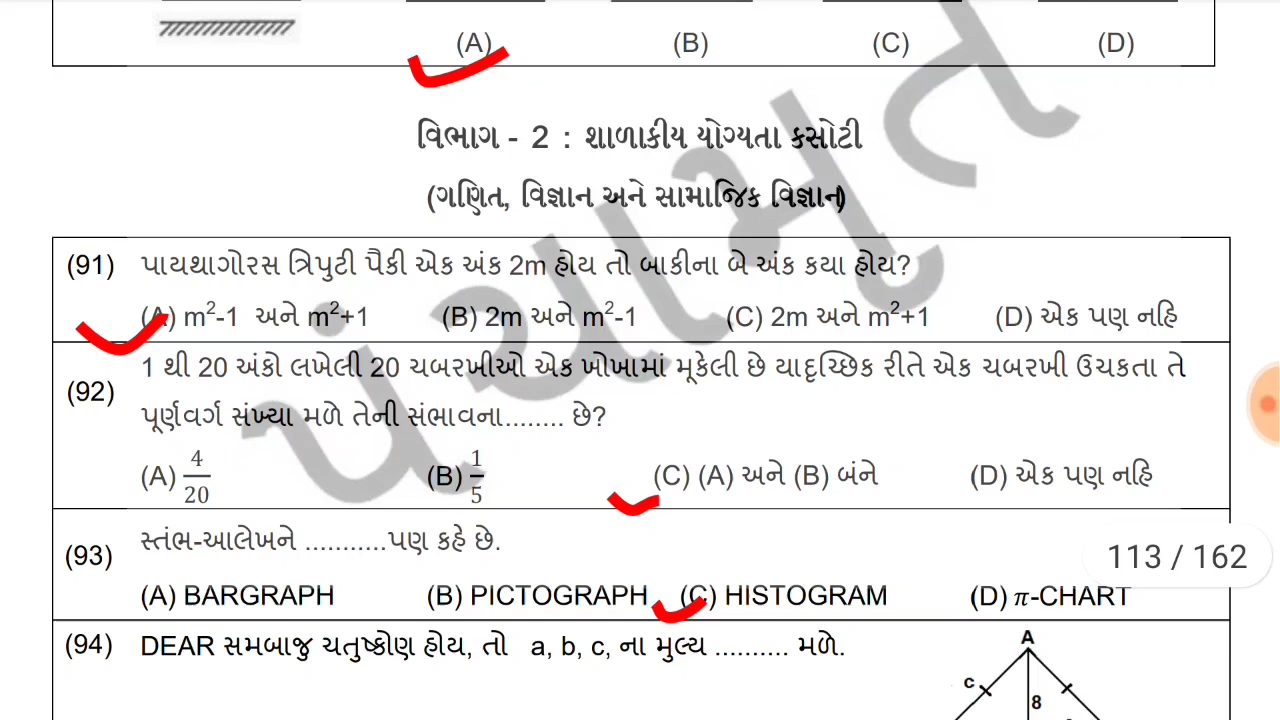 (A) (B) (C) (D)
વિભાગ - 2 : શાળાકીય યોગ્યતા કસોટી
(ગણિત, વિજ્ઞાન અને સામાજિક વિજ્ઞાન)
પંચામૃત
(91) પાયથાગોરસ ત્રિપુટી પૈકી એક અંક 2m હોય તો બાકીના બે અંક કયા હોય?
(A) m²-1 અને m²+1 (B) 2m અને m²-1 (C) 2m અને m²+1 (D) એક પણ નહિ
(92) 1 થી 20 અંકો લખેલી 20 ચબરખીઓ એક ખોખામાં મૂકેલી છે યાદૃચ્છિક રીતે એક ચબરખી ઉચકતા તે
પૂર્ણવર્ગ સંખ્યા મળે તેની સંભાવના........ છે?
(A) 4/20 (B) 1/5 (C) (A) અને (B) બંને (D) એક પણ નહિ
(93) સ્તંભ-આલેખને ...........પણ કહે છે.
113 / 162
(A) BARGRAPH (B) PICTOGRAPH (C) HISTOGRAM (D) π-CHART
(94) DEAR સમબાજુ ચતુષ્કોણ હોય, તો a, b, c, ના મુલ્ય .......... મળે.
A
c
8